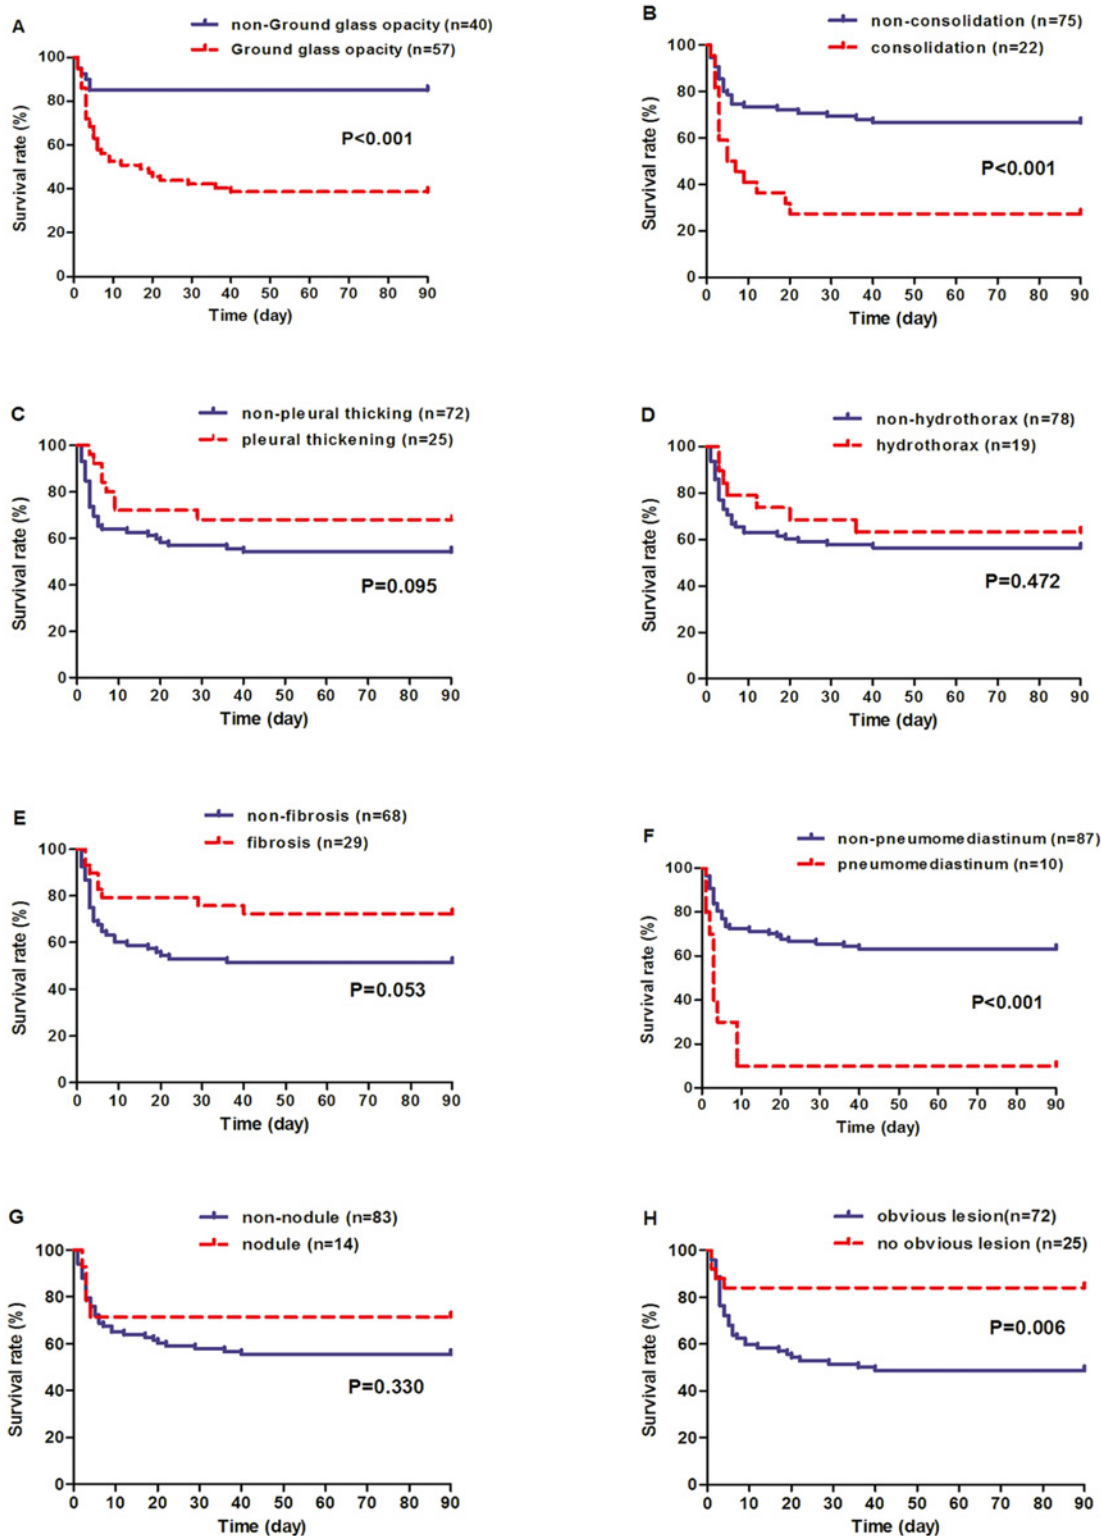 A
non-Ground glass opacity (n=40)
Ground glass opacity (n=57)
100
80
60
40
20
0
Survival rate (%)
P<0.001
0 10 20 30 40 50 60 70 80 90
Time (day)
B
non-consolidation (n=75)
consolidation (n=22)
100
80
60
40
20
0
Survival rate (%)
P<0.001
0 10 20 30 40 50 60 70 80 90
Time (day)
C
non-pleural thicking (n=72)
pleural thickening (n=25)
100
80
60
40
20
0
Survival rate (%)
P=0.095
0 10 20 30 40 50 60 70 80 90
Time (day)
D
non-hydrothorax (n=78)
hydrothorax (n=19)
100
80
60
40
20
0
Survival rate (%)
P=0.472
0 10 20 30 40 50 60 70 80 90
Time (day)
E
non-fibrosis (n=68)
fibrosis (n=29)
100
80
60
40
20
0
Survival rate (%)
P=0.053
0 10 20 30 40 50 60 70 80 90
Time (day)
F
non-pneumomediastinum (n=87)
pneumomediastinum (n=10)
100
80
60
40
20
0
Survival rate (%)
P<0.001
0 10 20 30 40 50 60 70 80 90
Time (day)
G
non-nodule (n=83)
nodule (n=14)
100
80
60
40
20
0
Survival rate (%)
P=0.330
0 10 20 30 40 50 60 70 80 90
Time (day)
H
obvious lesion(n=72)
no obvious lesion (n=25)
100
80
60
40
20
0
Survival rate (%)
P=0.006
0 10 20 30 40 50 60 70 80 90
Time (day)